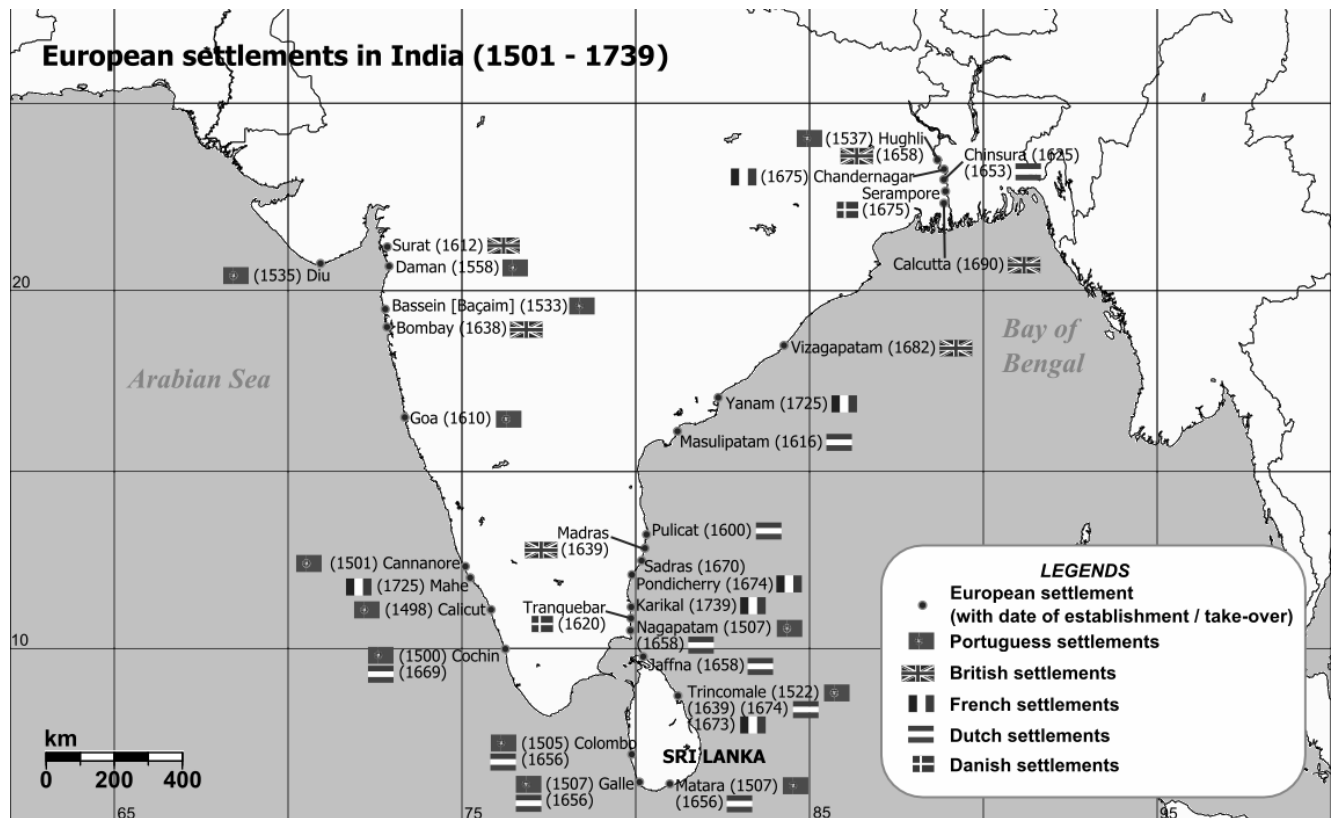 European settlements in India (1501 - 1739)
(1537) Hughli
(1658)
Chinsura (1625)
(1653)
(1675) Chandernagar
Serampore
(1675)
Calcutta (1690)
Surat (1612)
Daman (1558)
(1535) Diu
20
Bassein [Baçaim] (1533)
Bombay (1638)
Bay of
Bengal
Vizagapatam (1682)
Arabian Sea
Yanam (1725)
Goa (1610)
Masulipatam (1616)
Pulicat (1600)
Madras
(1639)
Sadras (1670)
(1501) Cannanore
Pondicherry (1674)
(1725) Mahe
Karikal (1739)
(1498) Calicut
Tranquebar
(1620)
Nagapatam (1507)
(1658)
10
(1500) Cochin
(1669)
Jaffna (1658)
Trincomale (1522)
(1639) (1674)
(1673)
(1505) Colombo
(1656)
SRI LANKA
(1507) Galle
(1656)
Matara (1507)
(1656)
km
0 200 400
65
75
85
95
LEGENDS
European settlement
(with date of establishment / take-over)
Portuguess settlements
British settlements
French settlements
Dutch settlements
Danish settlements